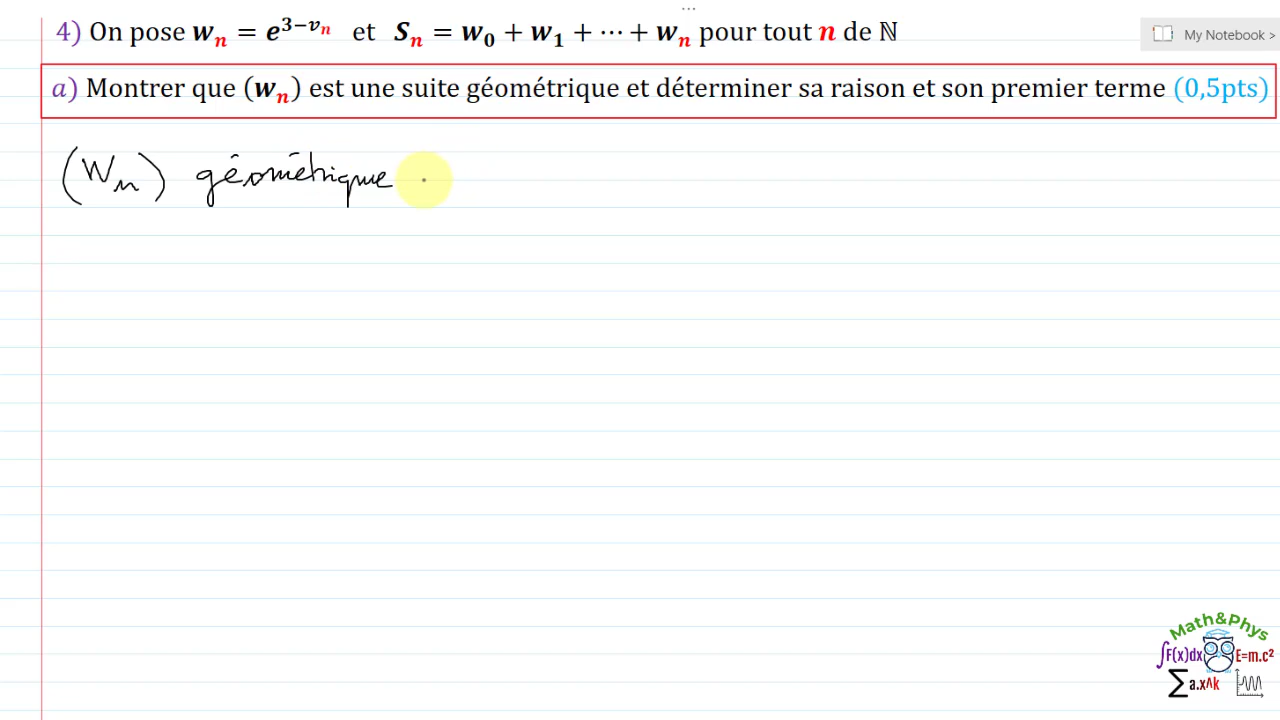 4) On pose wₙ = e^{3−vₙ} et Sₙ = w₀ + w₁ + ⋯ + wₙ pour tout n de ℕ
My Notebook >
a) Montrer que (wₙ) est une suite géométrique et déterminer sa raison et son premier terme (0,5pts)
(Wₙ) géométrique
Math&Phys
∫F(x)dx E=m.c²
∑ a.x^k